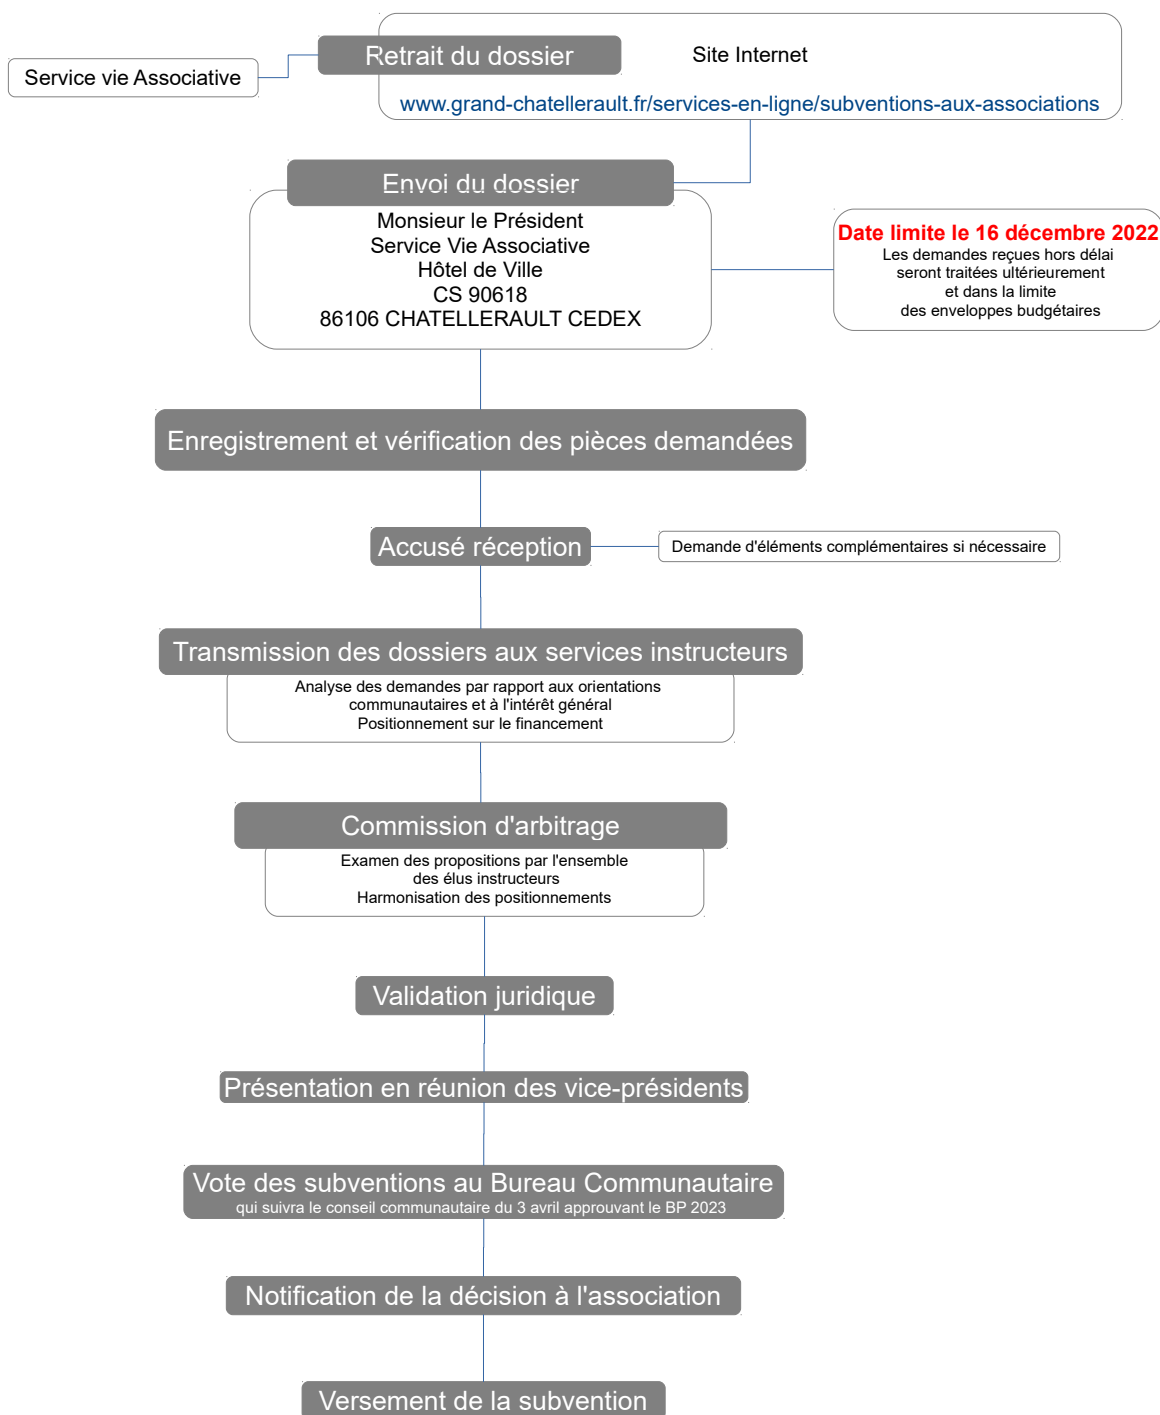 Retrait du dossier
Site Internet
Service vie Associative
www.grand-chatellerault.fr/services-en-ligne/subventions-aux-associations
Envoi du dossier
Monsieur le Président
Service Vie Associative
Hôtel de Ville
CS 90618
86106 CHATELLERAULT CEDEX
Date limite le 16 décembre 2022
Les demandes reçues hors délai
seront traitées ultérieurement
et dans la limite
des enveloppes budgétaires
Enregistrement et vérification des pièces demandées
Accusé réception
Demande d'éléments complémentaires si nécessaire
Transmission des dossiers aux services instructeurs
Analyse des demandes par rapport aux orientations
communautaires et à l'intérêt général
Positionnement sur le financement
Commission d'arbitrage
Examen des propositions par l'ensemble
des élus instructeurs
Harmonisation des positionnements
Validation juridique
Présentation en réunion des vice-présidents
Vote des subventions au Bureau Communautaire
qui suivra le conseil communautaire du 3 avril approuvant le BP 2023
Notification de la décision à l'association
Versement de la subvention